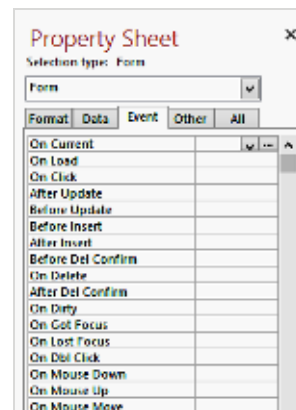 Property Sheet
Selection type: Form
Form
Format Data Event Other All
On Current
On Load
On Click
After Update
Before Update
Before Insert
After Insert
Before Del Confirm
On Delete
After Del Confirm
On Dirty
On Got Focus
On Lost Focus
On Dbl Click
On Mouse Down
On Mouse Up
On Mouse Move